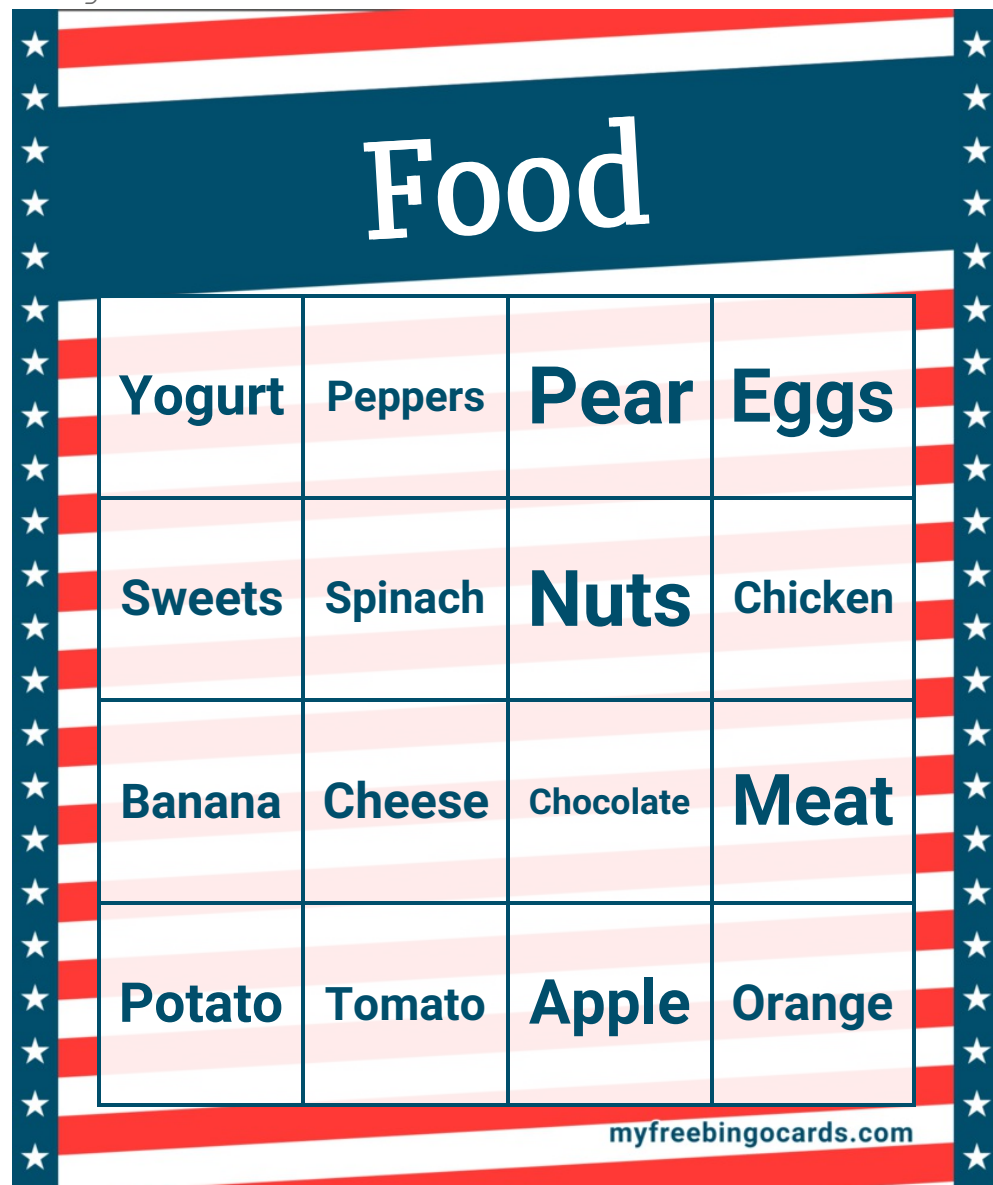 Food
Yogurt Peppers Pear Eggs
Sweets Spinach Nuts Chicken
Banana Cheese Chocolate Meat
Potato Tomato Apple Orange
myfreebingocards.com